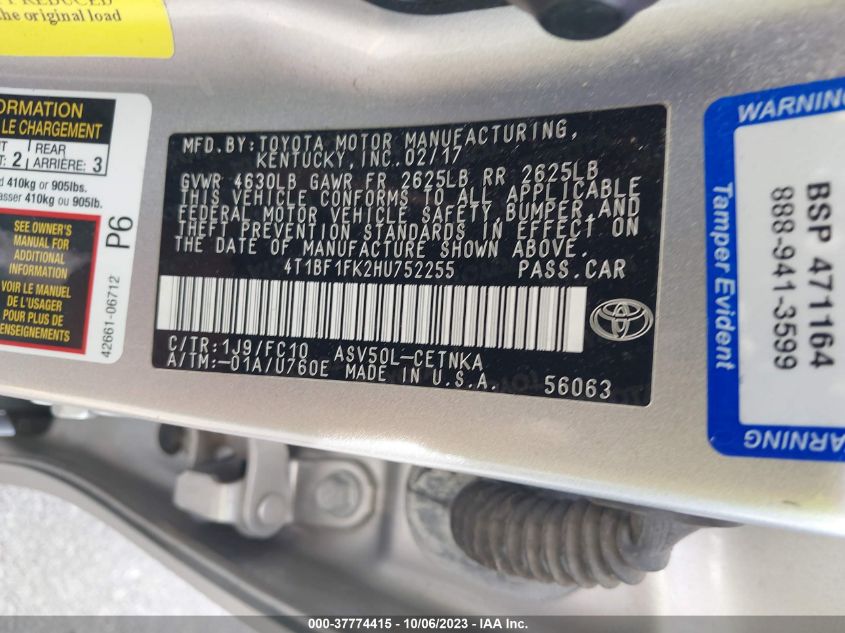 REDUCED
the original load
ORMATION
LE CHARGEMENT
REAR
2 ARRIÈRE: 3
d 410kg or 905lbs.
asser 410kg ou 905lb.
SEE OWNER'S
MANUAL FOR
ADDITIONAL
INFORMATION
VOIR LE MANUEL
DE L'USAGER
POUR PLUS DE
ENSEIGNEMENTS
P6
42661-06712
MFD. BY: TOYOTA MOTOR MANUFACTURING,
KENTUCKY, INC. 02/17
GVWR 4630LB GAWR FR 2625LB RR 2625LB
THIS VEHICLE CONFORMS TO ALL APPLICABLE
FEDERAL MOTOR VEHICLE SAFETY, BUMPER, AND
THEFT PREVENTION STANDARDS IN EFFECT ON
THE DATE OF MANUFACTURE SHOWN ABOVE.
4T1BF1FK2HU752255 PASS.CAR
C/TR: 1J9/FC10 ASV50L-CETNKA
A/TM: -01A/U760E MADE IN U.S.A. 56063
WARNING
Tamper Evident
BSP 471164
888-941-3599
WARNING
000-37774415 - 10/06/2023 - IAA Inc.